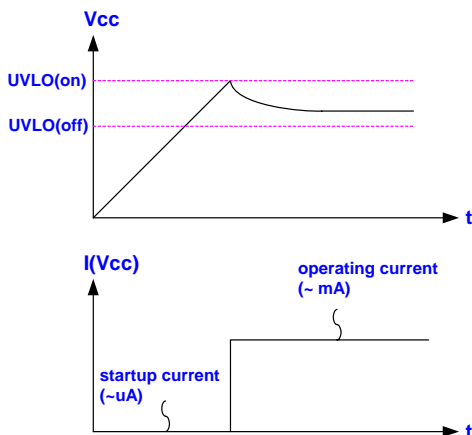 Vcc
UVLO(on)
UVLO(off)
t
I(Vcc)
operating current
(~ mA)
startup current
(~uA)
t